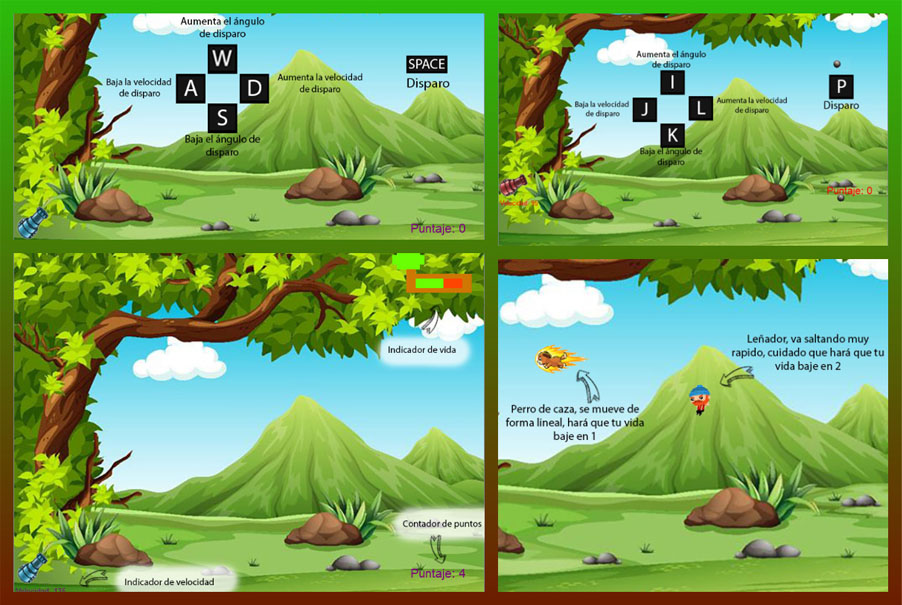 Aumenta el ángulo
de disparo
W
Baja la velocidad
de disparo
A
D
Aumenta la velocidad
de disparo
S
Baja el ángulo de
disparo
SPACE
Disparo
Puntaje: 0
Aumenta el ángulo
de disparo
I
Baja la velocidad
de disparo
J
L
Aumenta la velocidad
de disparo
K
Baja el ángulo de
disparo
P
Disparo
Puntaje: 0
Indicador de vida
Contador de puntos
Indicador de velocidad
Puntaje: 4
Leñador, va saltando muy
rapido, cuidado que hará que tu
vida baje en 2
Perro de caza, se mueve de
forma lineal, hará que tu vida
baje en 1